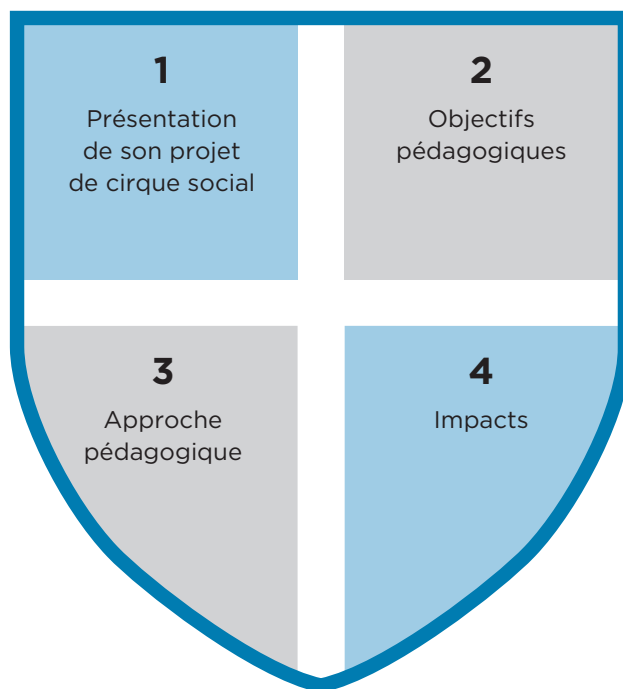 1
Présentation
de son projet
de cirque social
2
Objectifs
pédagogiques
3
Approche
pédagogique
4
Impacts